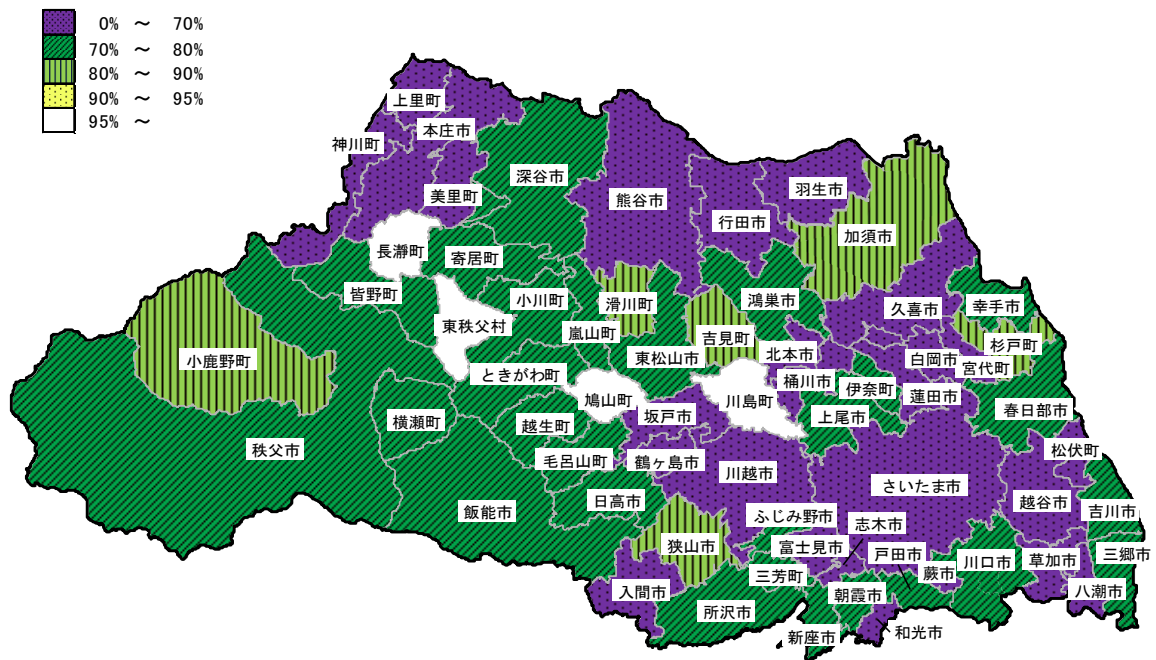 0% ～ 70%
70% ～ 80%
80% ～ 90%
90% ～ 95%
95% ～
上里町
本庄市
神川町
美里町
深谷市
熊谷市
行田市
羽生市
加須市
長瀞町
寄居町
皆野町
小川町
滑川町
鴻巣市
久喜市
幸手市
東秩父村
嵐山町
吉見町
杉戸町
小鹿野町
東松山市
北本市
白岡市
宮代町
ときがわ町
桶川市
伊奈町
蓮田市
鳩山町
川島町
春日部市
横瀬町
越生町
坂戸市
上尾市
秩父市
毛呂山町
鶴ヶ島市
川越市
松伏町
さいたま市
飯能市
日高市
越谷市
吉川市
ふじみ野市
志木市
狭山市
富士見市
戸田市
川口市
草加市
三郷市
三芳町
蕨市
入間市
朝霞市
八潮市
所沢市
新座市
和光市